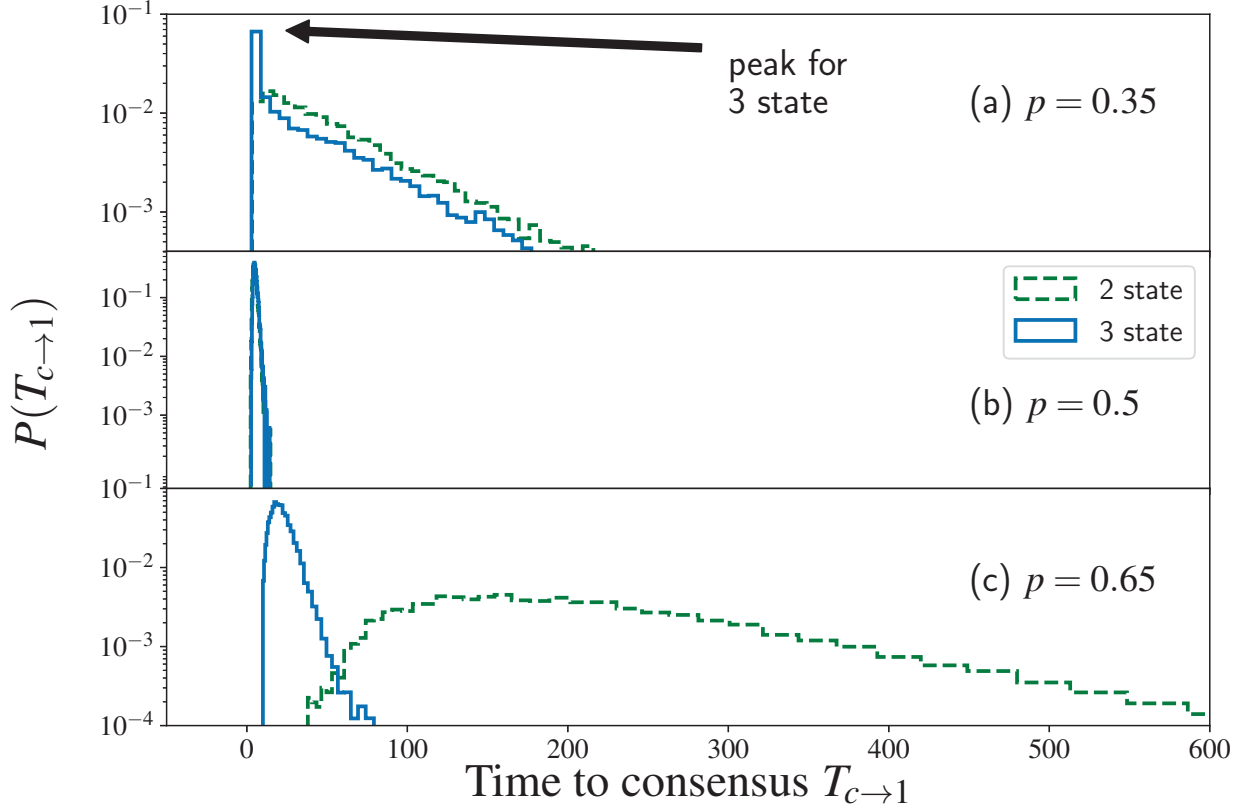 10⁻¹
10⁻²
10⁻³
peak for
3 state
(a) p = 0.35
10⁻¹
10⁻²
10⁻³
2 state
3 state
(b) p = 0.5
P(T_{c→1})
10⁻¹
10⁻²
10⁻³
10⁻⁴
(c) p = 0.65
0 100 200 300 400 500 600
Time to consensus T_{c→1}